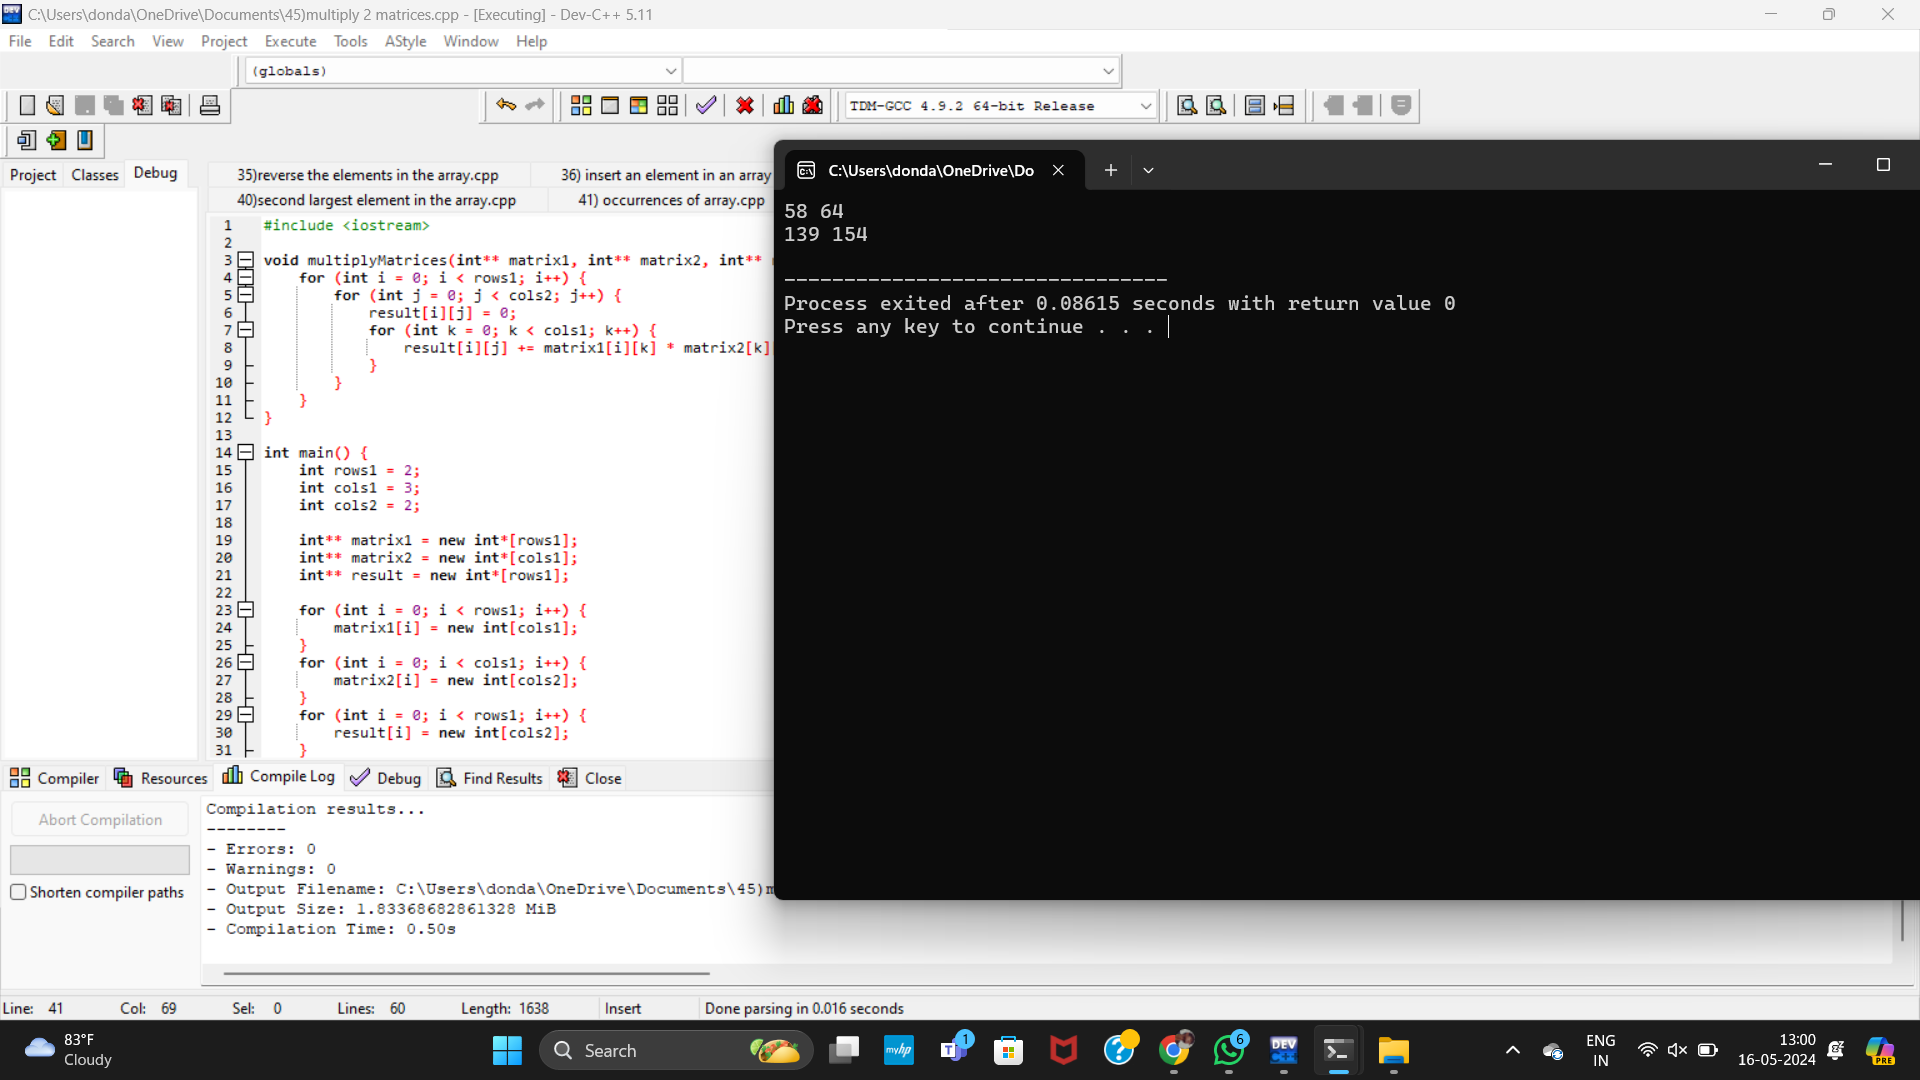 C:\Users\donda\OneDrive\Documents\45)multiply 2 matrices.cpp - [Executing] - Dev-C++ 5.11
File Edit Search View Project Execute Tools AStyle Window Help
(globals)
TDM-GCC 4.9.2 64-bit Release
Project Classes Debug
35)reverse the elements in the array.cpp 36) insert an element in an array
40)second largest element in the array.cpp 41) occurrences of array.cpp
1 #include <iostream>
2
3 void multiplyMatrices(int** matrix1, int** matrix2, int**
4 for (int i = 0; i < rows1; i++) {
5 for (int j = 0; j < cols2; j++) {
6 result[i][j] = 0;
7 for (int k = 0; k < cols1; k++) {
8 result[i][j] += matrix1[i][k] * matrix2[k]
9 }
10 }
11 }
12 }
13
14 int main() {
15 int rows1 = 2;
16 int cols1 = 3;
17 int cols2 = 2;
18
19 int** matrix1 = new int*[rows1];
20 int** matrix2 = new int*[cols1];
21 int** result = new int*[rows1];
22
23 for (int i = 0; i < rows1; i++) {
24 matrix1[i] = new int[cols1];
25 }
26 for (int i = 0; i < cols1; i++) {
27 matrix2[i] = new int[cols2];
28 }
29 for (int i = 0; i < rows1; i++) {
30 result[i] = new int[cols2];
31 }
C:\Users\donda\OneDrive\Do
58 64
139 154
--------------------------------
Process exited after 0.08615 seconds with return value 0
Press any key to continue . . .
Compiler Resources Compile Log Debug Find Results Close
Abort Compilation
Shorten compiler paths
Compilation results...
--------
- Errors: 0
- Warnings: 0
- Output Filename: C:\Users\donda\OneDrive\Documents\45)m
- Output Size: 1.83368682861328 MiB
- Compilation Time: 0.50s
Line: 41 Col: 69 Sel: 0 Lines: 60 Length: 1638 Insert Done parsing in 0.016 seconds
83°F
Cloudy
Search
myhp
1
6
DEV
ENG
IN
13:00
16-05-2024
PRE